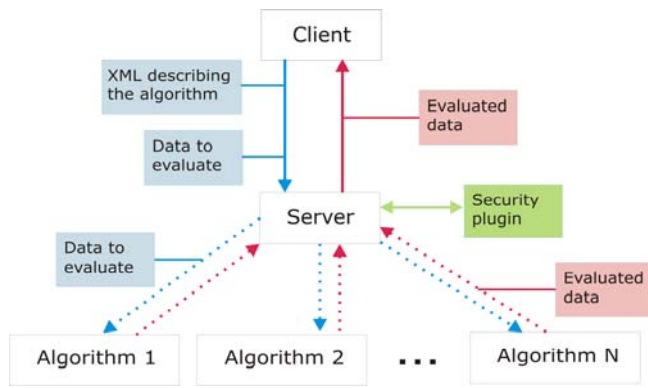 Client
XML describing
the algorithm
Evaluated
data
Data to
evaluate
Security
plugin
Server
Data to
evaluate
Evaluated
data
Algorithm 1
Algorithm 2
...
Algorithm N